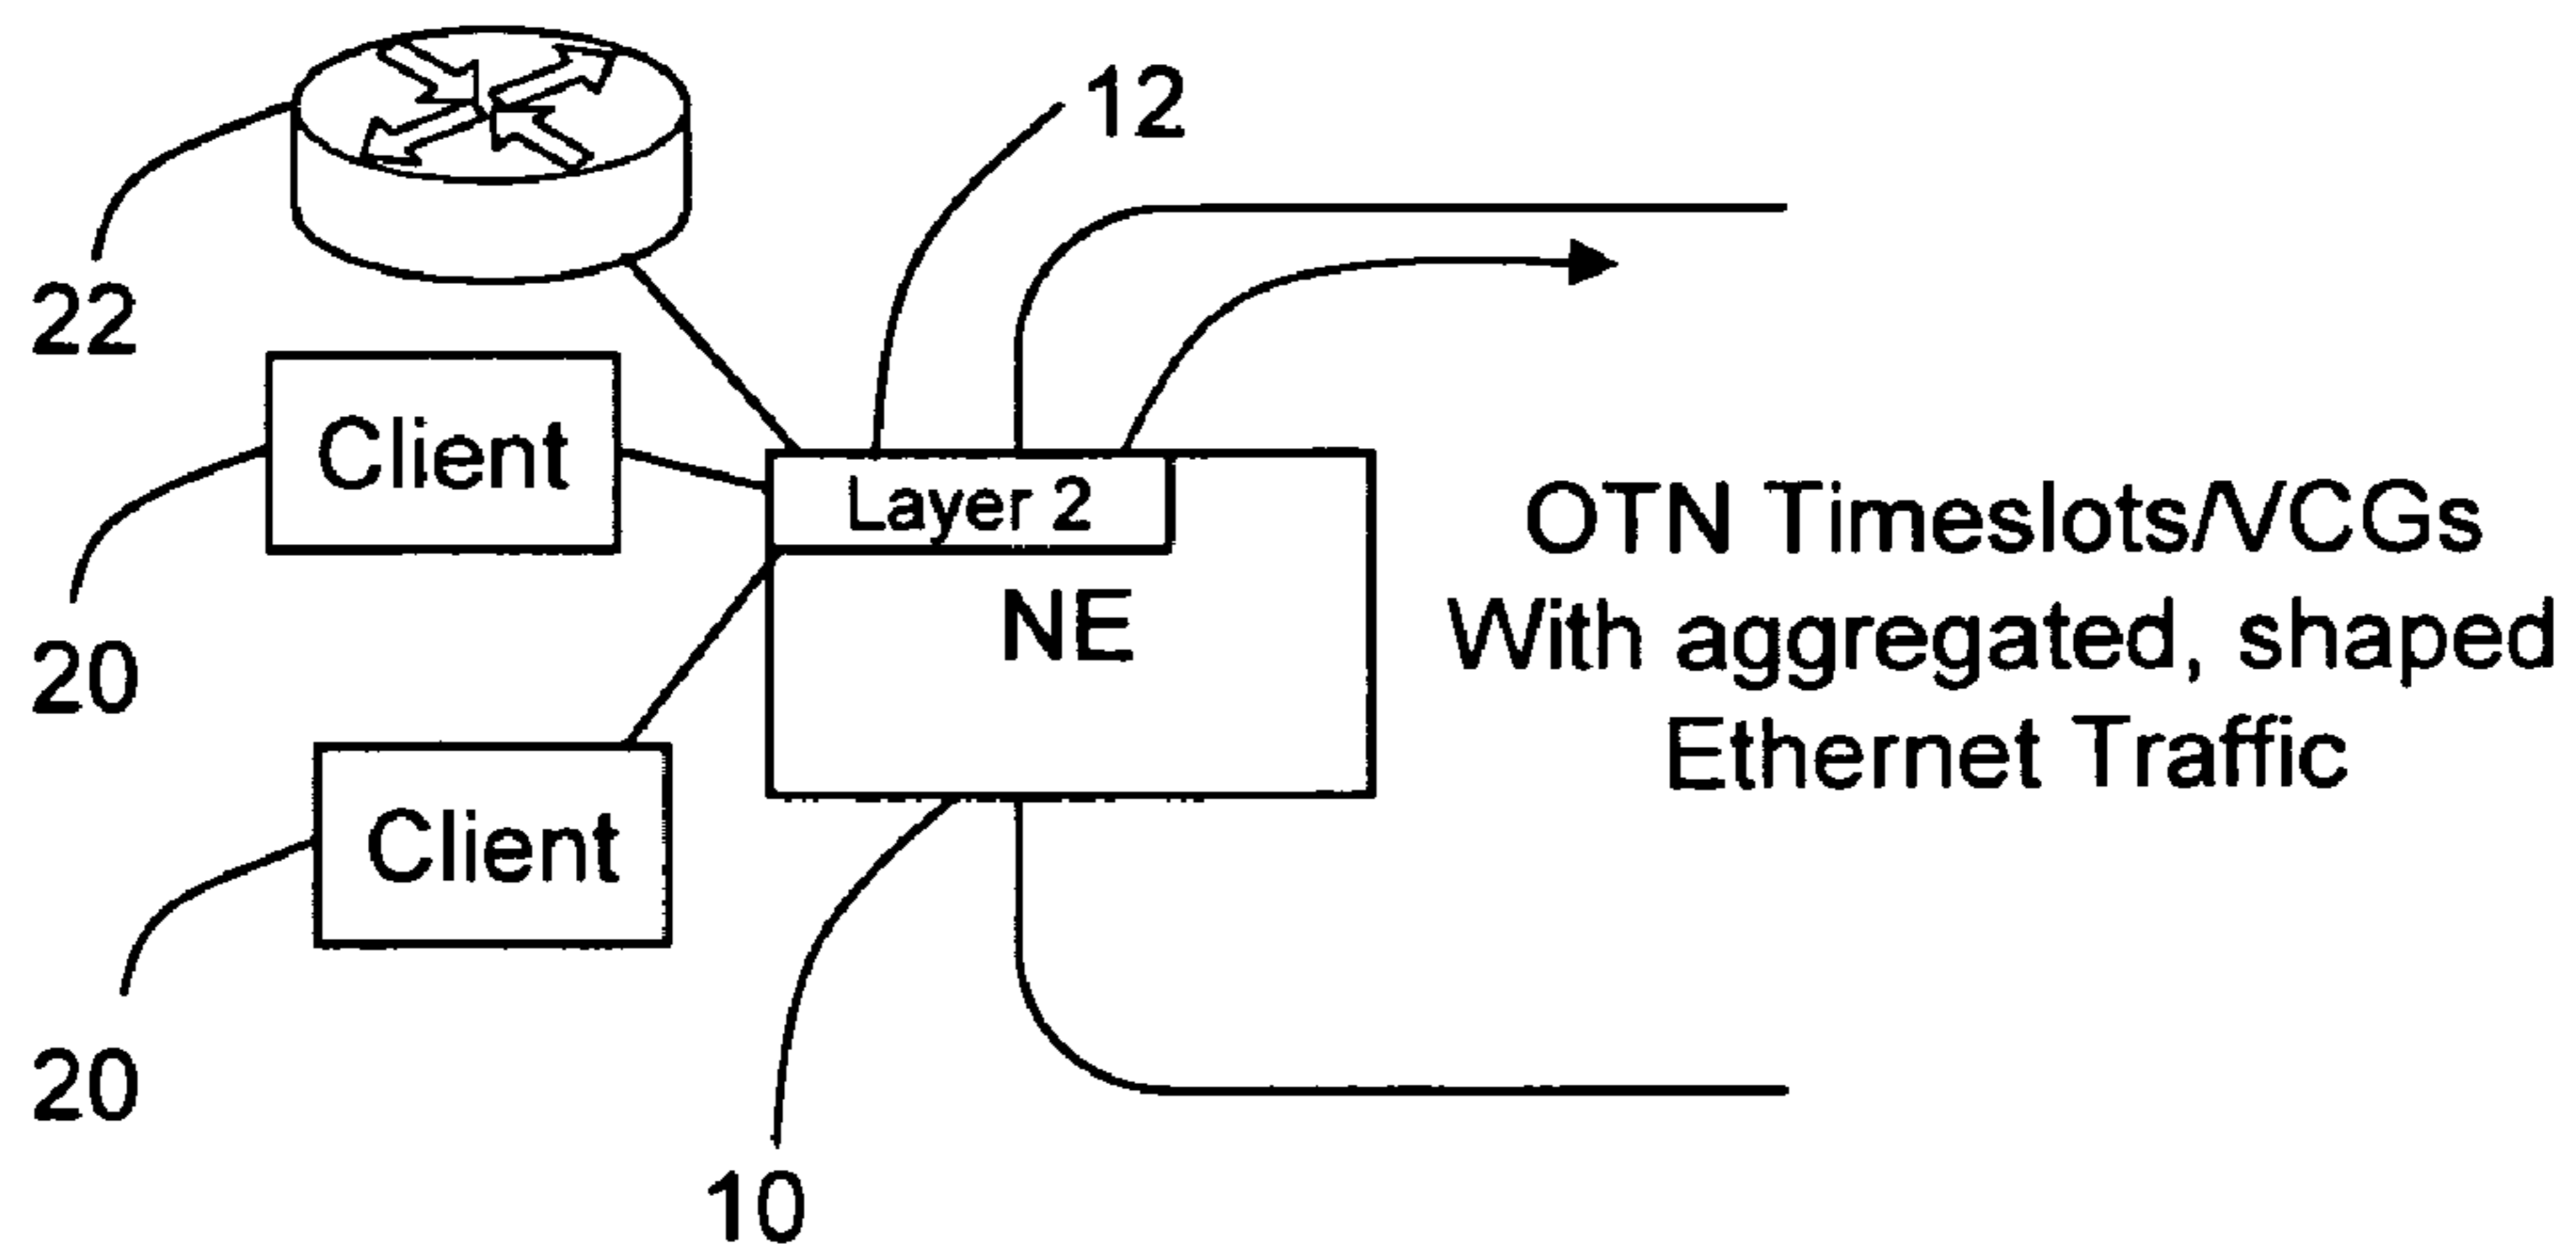 12
22
Client
Layer 2
OTN Timeslots/VCGs
With aggregated, shaped
Ethernet Traffic
NE
20
Client
20
10